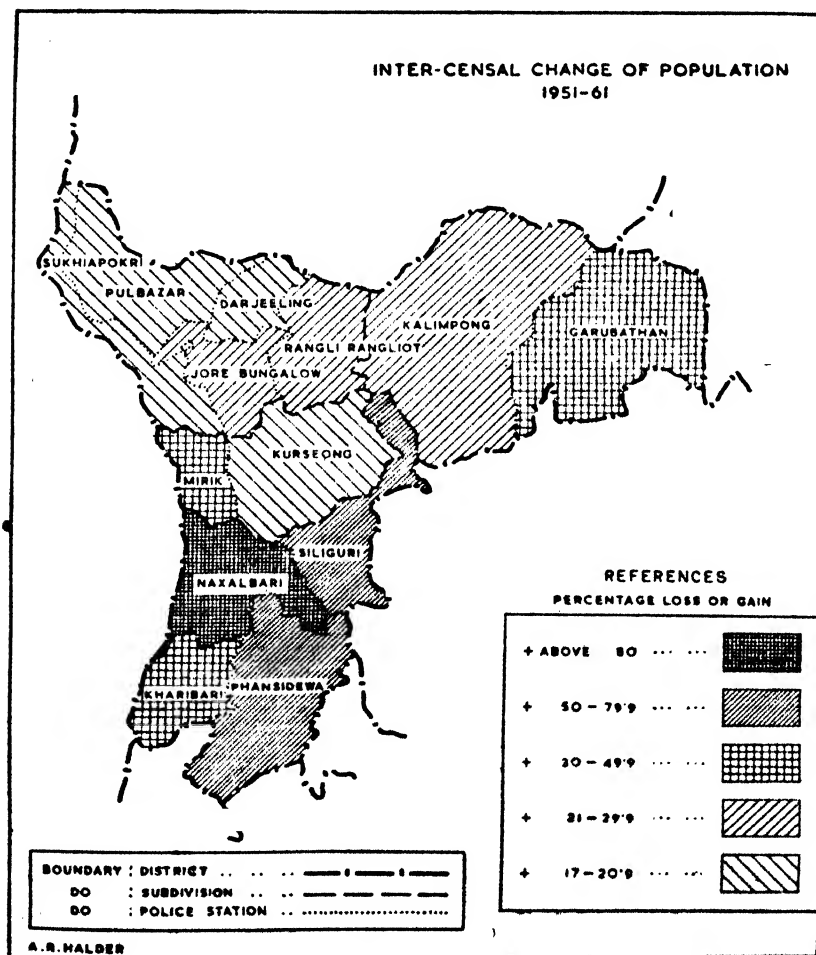 INTER-CENSAL CHANGE OF POPULATION
1951-61
SUKHIAPOKRI
PULBAZAR
DARJEELING
KALIMPONG
GARUBATHAN
RANGLI RANGLIOT
JORE BUNGALOW
KURSEONG
MIRIK
SILIGURI
NAXALBARI
KHARIBARI
PHANSIDEWA
REFERENCES
PERCENTAGE LOSS OR GAIN
+ ABOVE 80 ... ...
+ 50-79'9 ... ...
+ 30-49'9 ... ...
+ 21-29'9 ... ...
+ 17-20'9 ... ...
BOUNDARY : DISTRICT .. .. ..
DO : SUBDIVISION .. .. ..
DO : POLICE STATION ..
A.R.HALDER